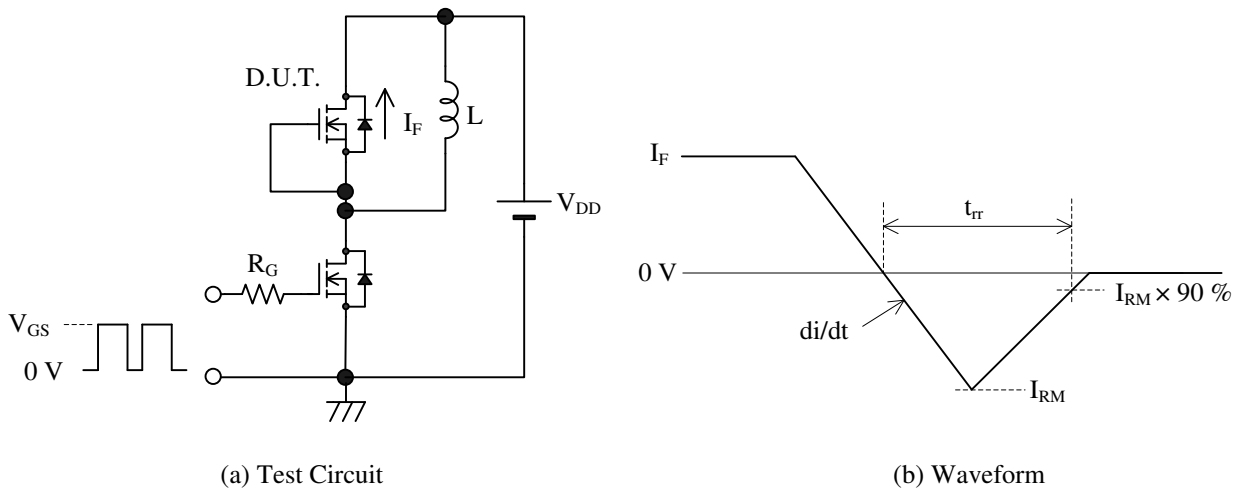 D.U.T.
I_F
L
V_DD
R_G
V_GS
0 V
(a) Test Circuit
I_F
t_rr
0 V
I_RM × 90 %
di/dt
I_RM
(b) Waveform